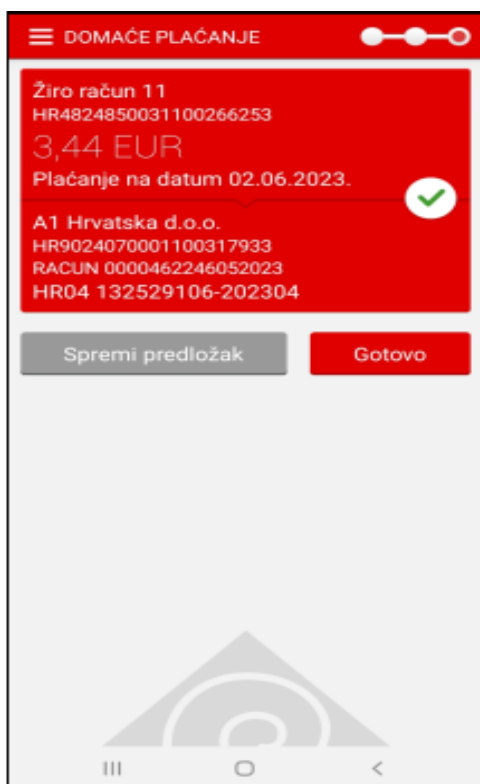 DOMAĆE PLAĆANJE
Žiro račun 11
HR4824850031100266253
3,44 EUR
Plaćanje na datum 02.06.2023.
A1 Hrvatska d.o.o.
HR9024070001100317933
RACUN 0000462246052023
HR04 132529106-202304
Spremi predložak
Gotovo